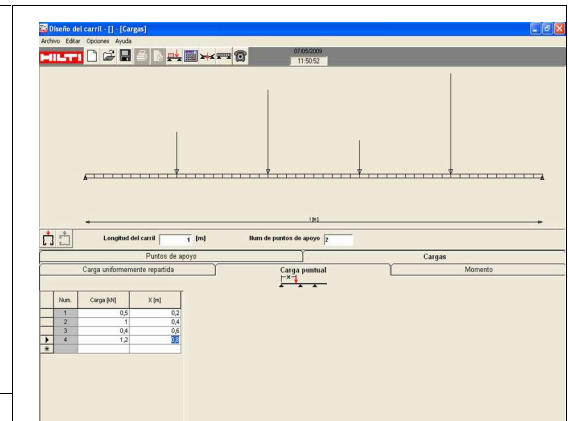 Diseño del carril - [] - [Cargas]
Archivo Editar Opciones Ayuda
HILTI
07/05/2009
11:50:52
1 [m]
Longitud del carril 1 [m] Num de puntos de apoyo 2
Puntos de apoyo Cargas
Carga uniformemente repartida Carga puntual Momento
x
Num. Carga [kN] X [m]
1 0,5 0,2
2 1 0,4
3 0,4 0,6
4 1,2 0,8